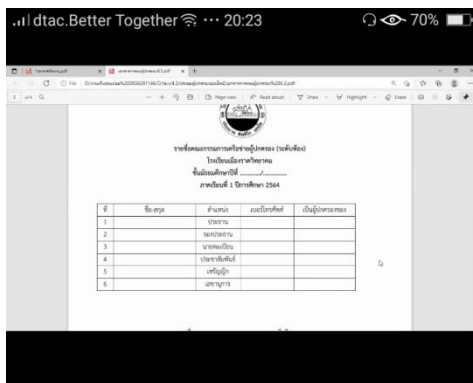 dtac.Better Together ... 20:23 70%
Page view Read aloud Draw Highlight Erase
รายชื่อคณะกรรมการเครือข่ายผู้ปกครอง (ระดับห้อง)
โรงเรียนเมืองราดวิทยาคม
ชั้นมัธยมศึกษาปีที่ ............/..............
ภาคเรียนที่ 1 ปีการศึกษา 2564
ที่ ชื่อ-สกุล ตำแหน่ง เบอร์โทรศัพท์ เป็นผู้ปกครองของ
1 ประธาน
2 รองประธาน
3 นายทะเบียน
4 ประชาสัมพันธ์
5 เหรัญญิก
6 เลขานุการ